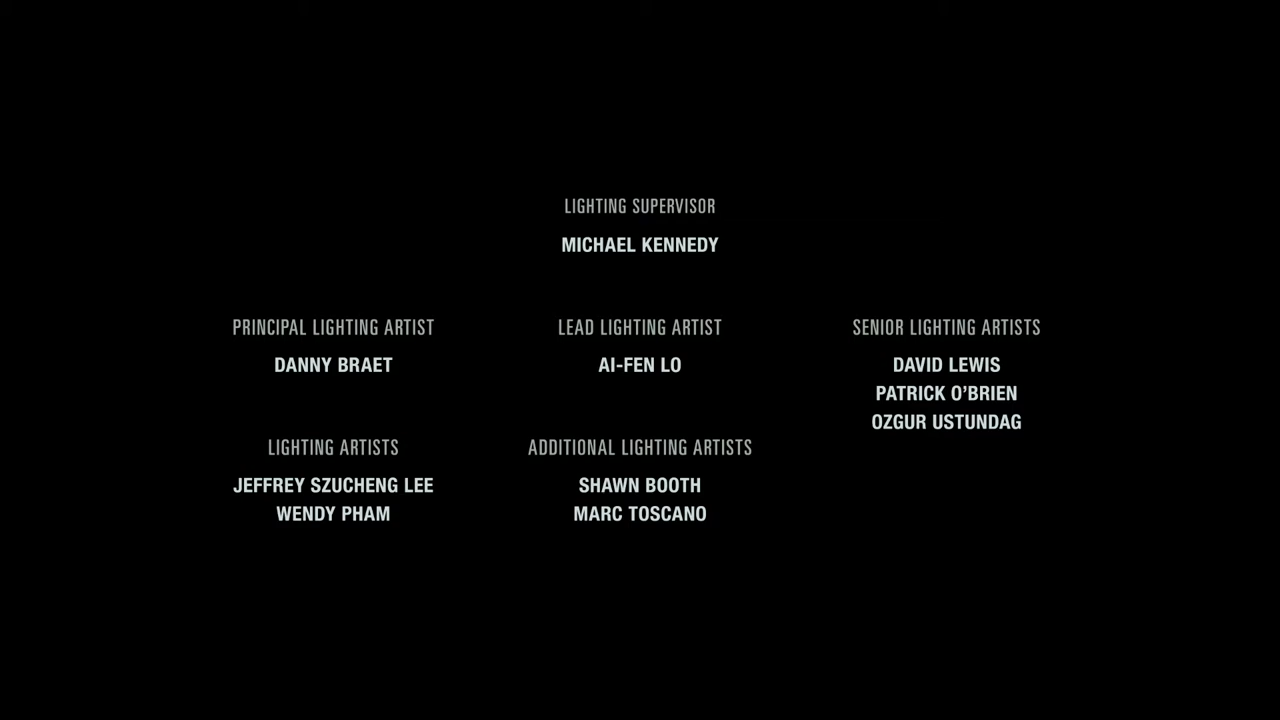 LIGHTING SUPERVISOR
MICHAEL KENNEDY
PRINCIPAL LIGHTING ARTIST
DANNY BRAET
LEAD LIGHTING ARTIST
AI-FEN LO
SENIOR LIGHTING ARTISTS
DAVID LEWIS
PATRICK O’BRIEN
OZGUR USTUNDAG
LIGHTING ARTISTS
JEFFREY SZUCHENG LEE
WENDY PHAM
ADDITIONAL LIGHTING ARTISTS
SHAWN BOOTH
MARC TOSCANO